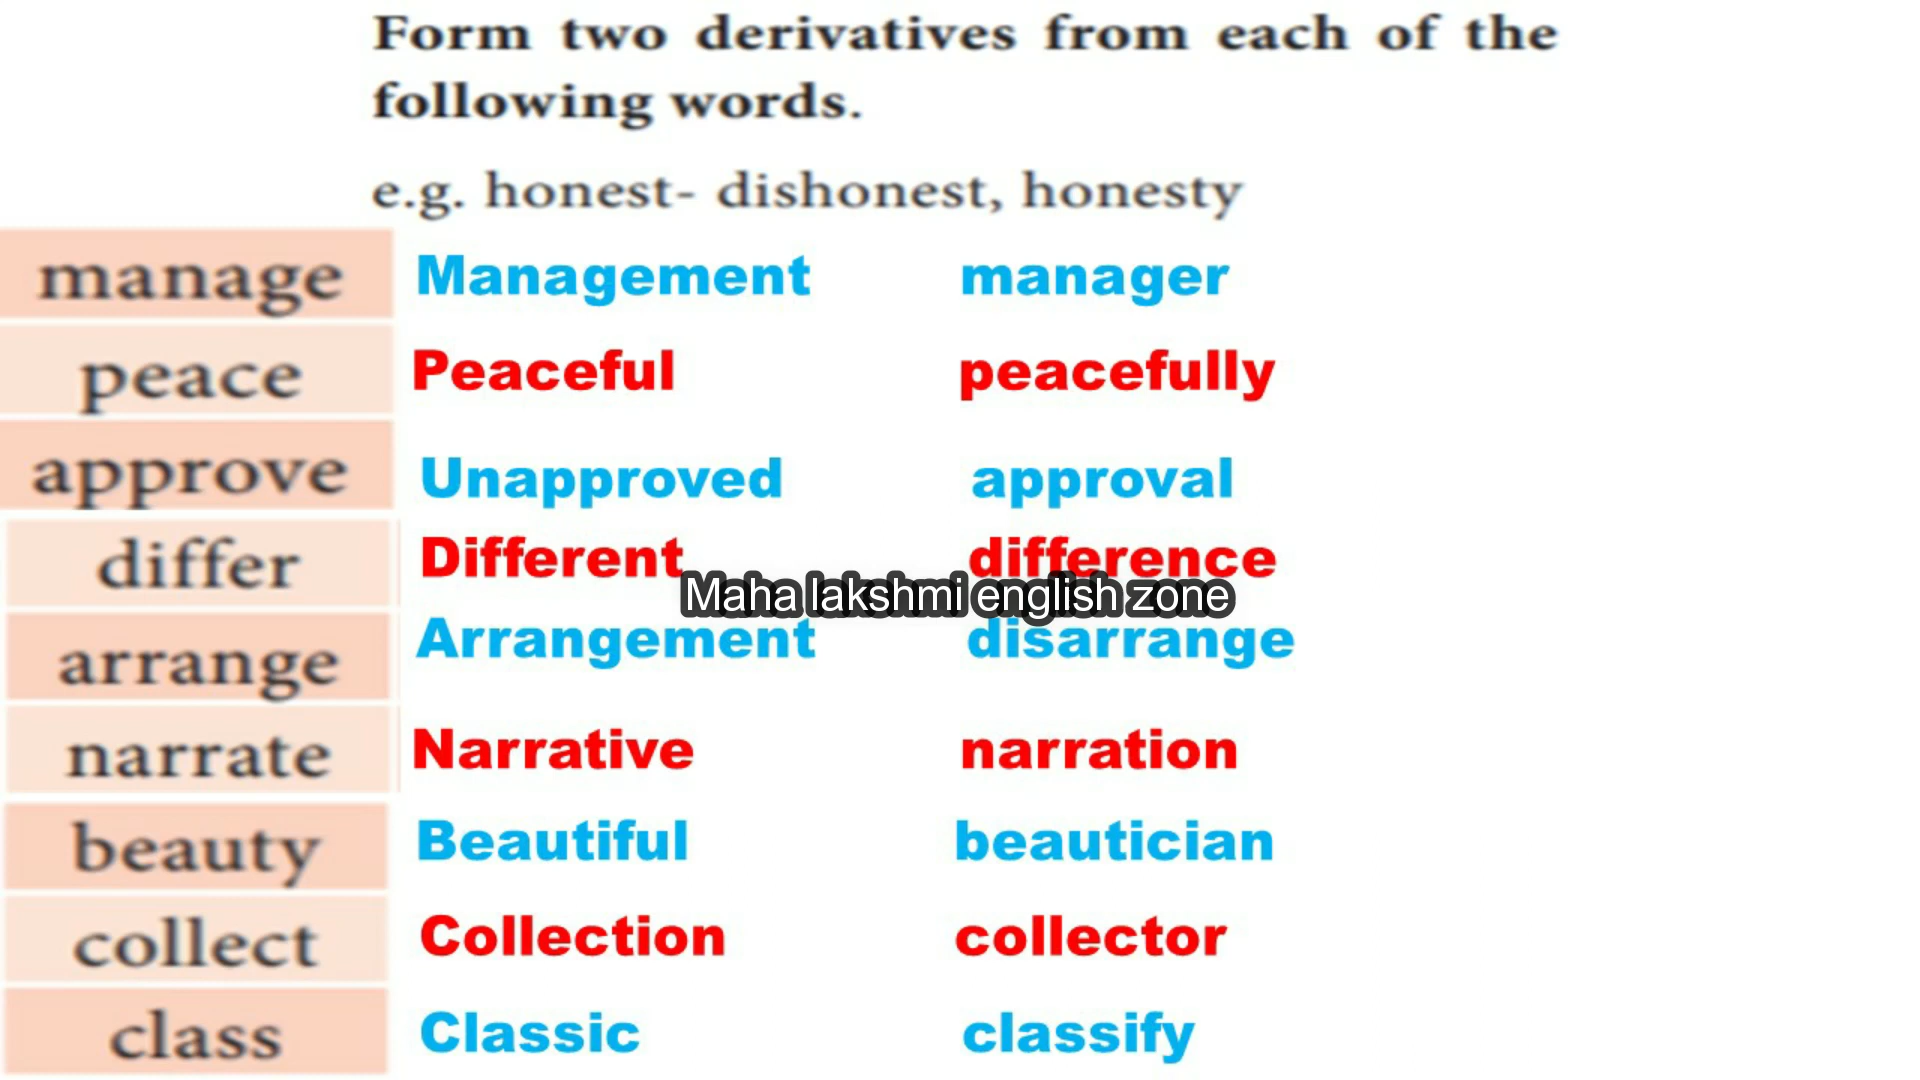 Form two derivatives from each of the
following words.
e.g. honest- dishonest, honesty
manage Management manager
peace Peaceful peacefully
approve Unapproved approval
differ Different difference
Maha lakshmi english zone
arrange Arrangement disarrange
narrate Narrative narration
beauty Beautiful beautician
collect Collection collector
class Classic classify